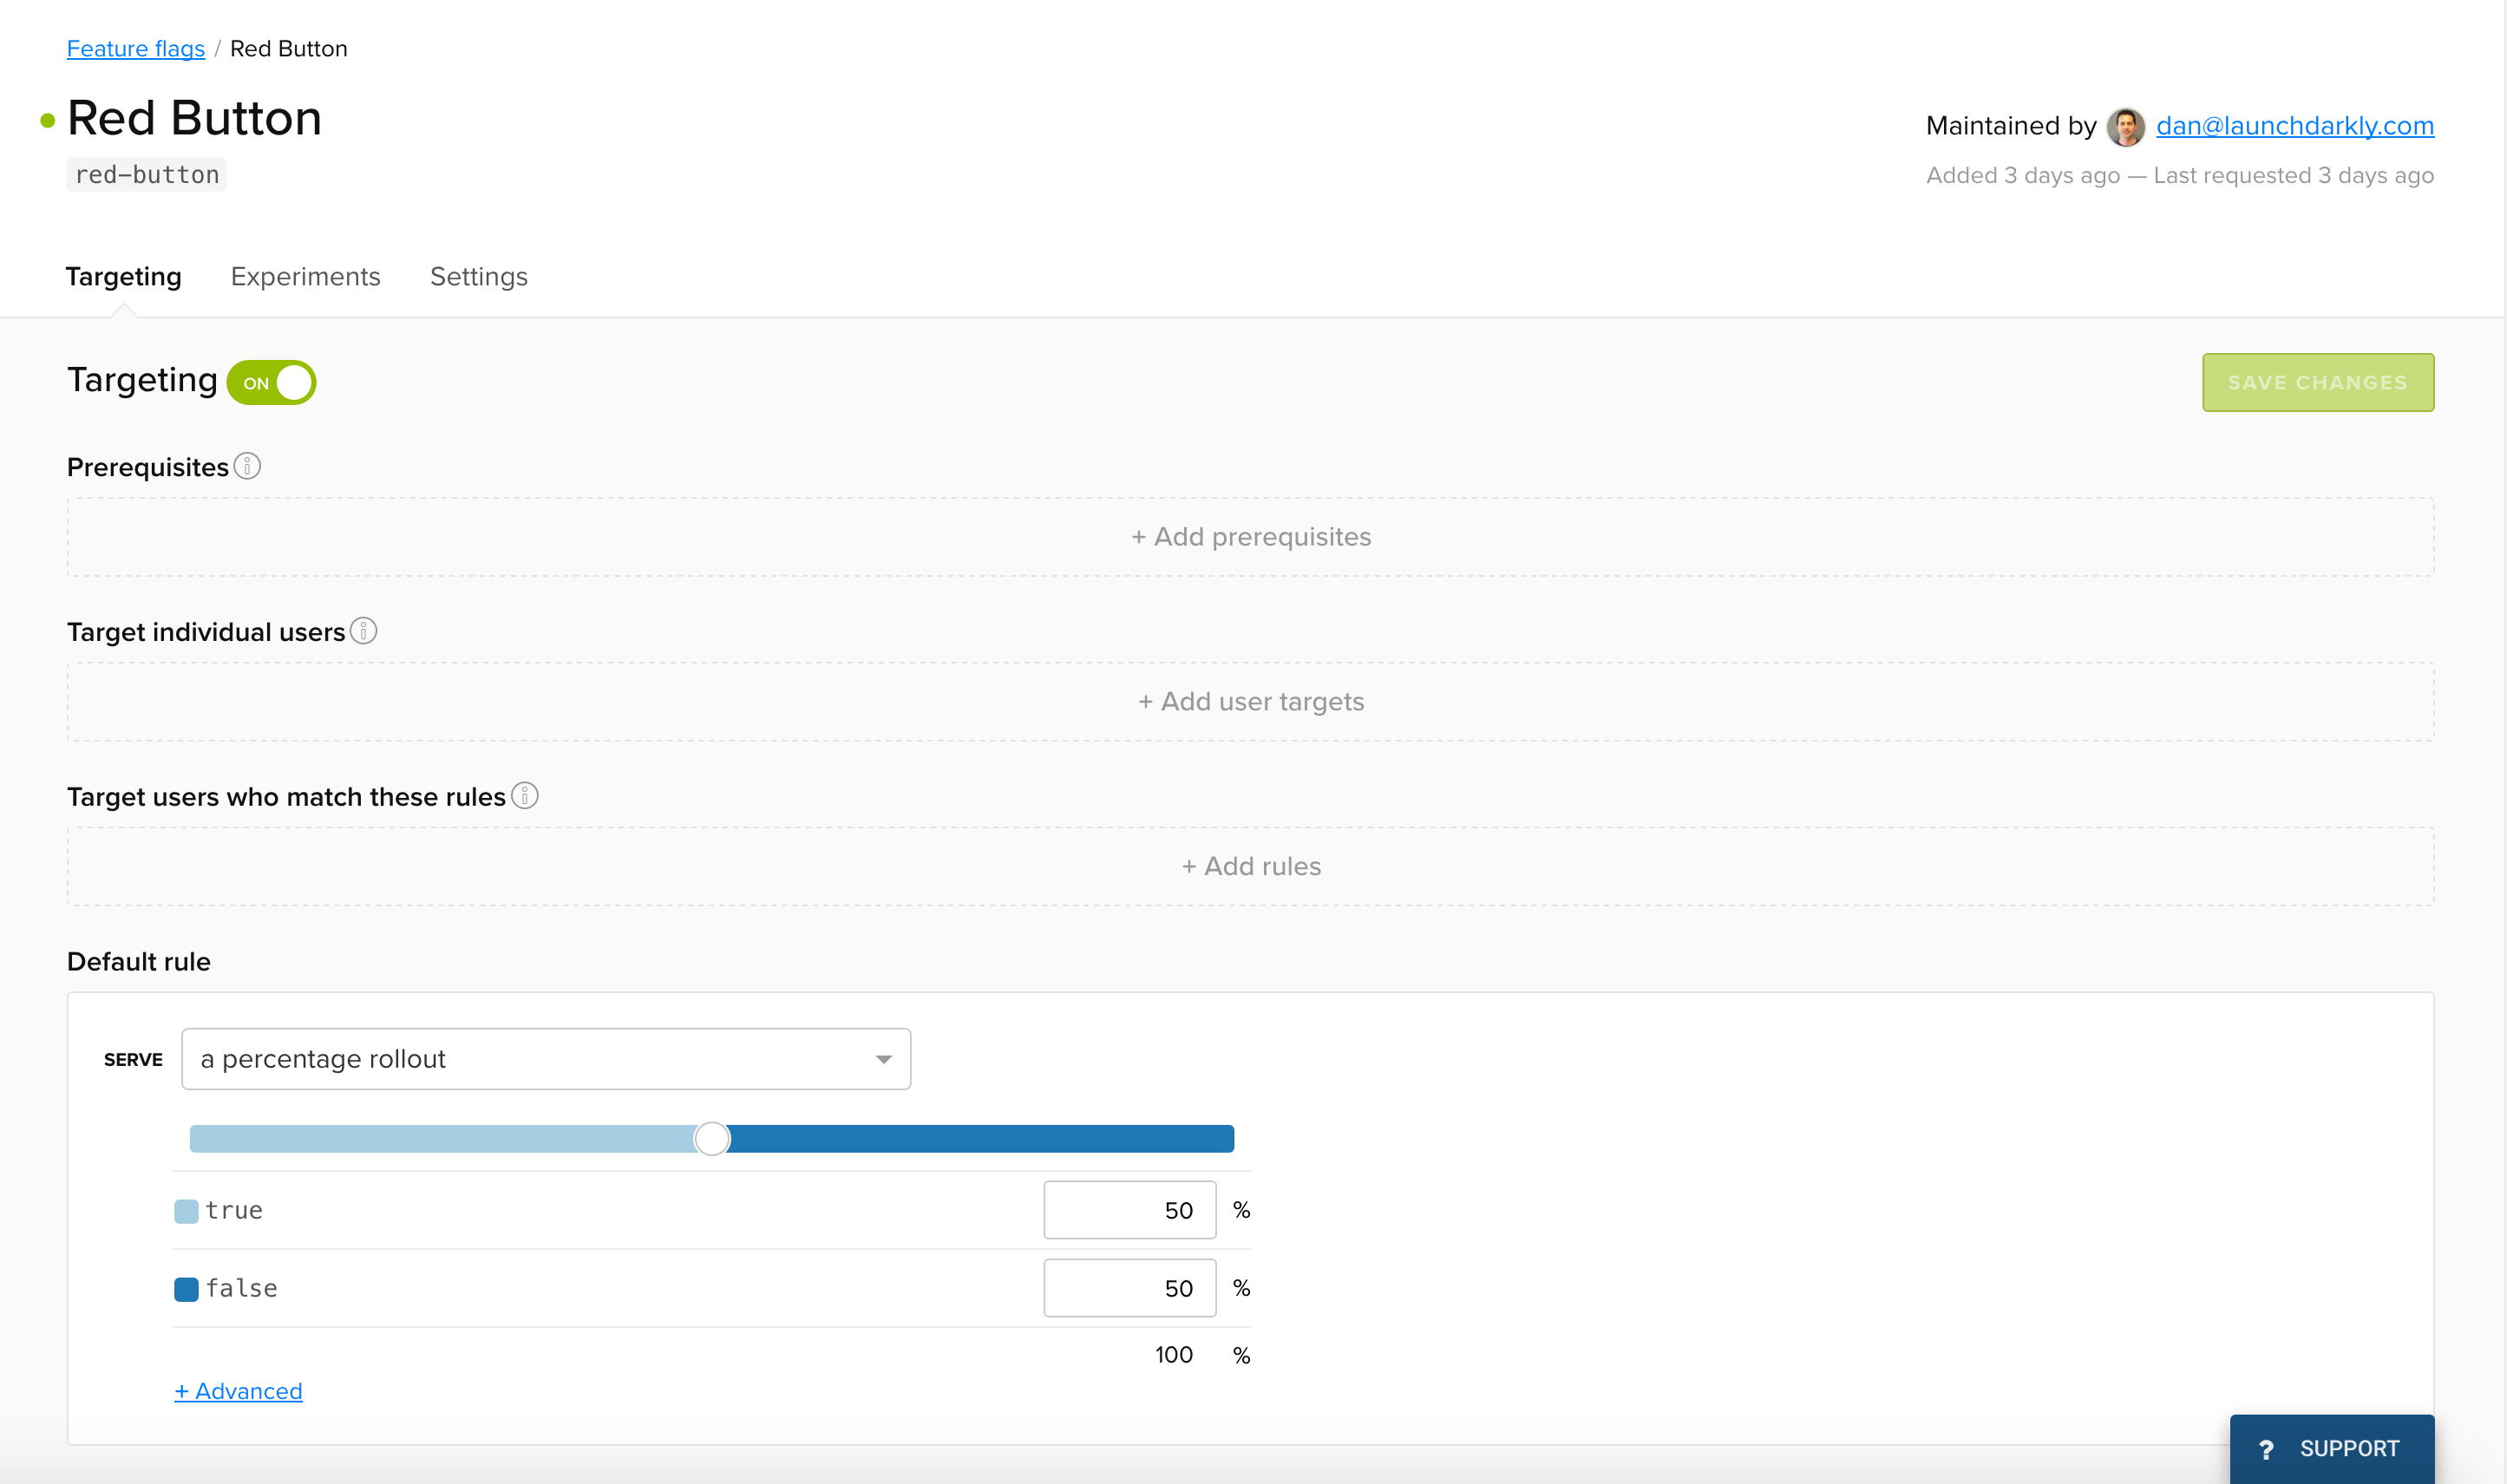 Feature flags / Red Button
Red Button
red-button
Maintained by dan@launchdarkly.com
Added 3 days ago — Last requested 3 days ago
Targeting Experiments Settings
Targeting ON
SAVE CHANGES
Prerequisites
+ Add prerequisites
Target individual users
+ Add user targets
Target users who match these rules
+ Add rules
Default rule
SERVE a percentage rollout
true 50 %
false 50 %
100 %
+ Advanced
? SUPPORT